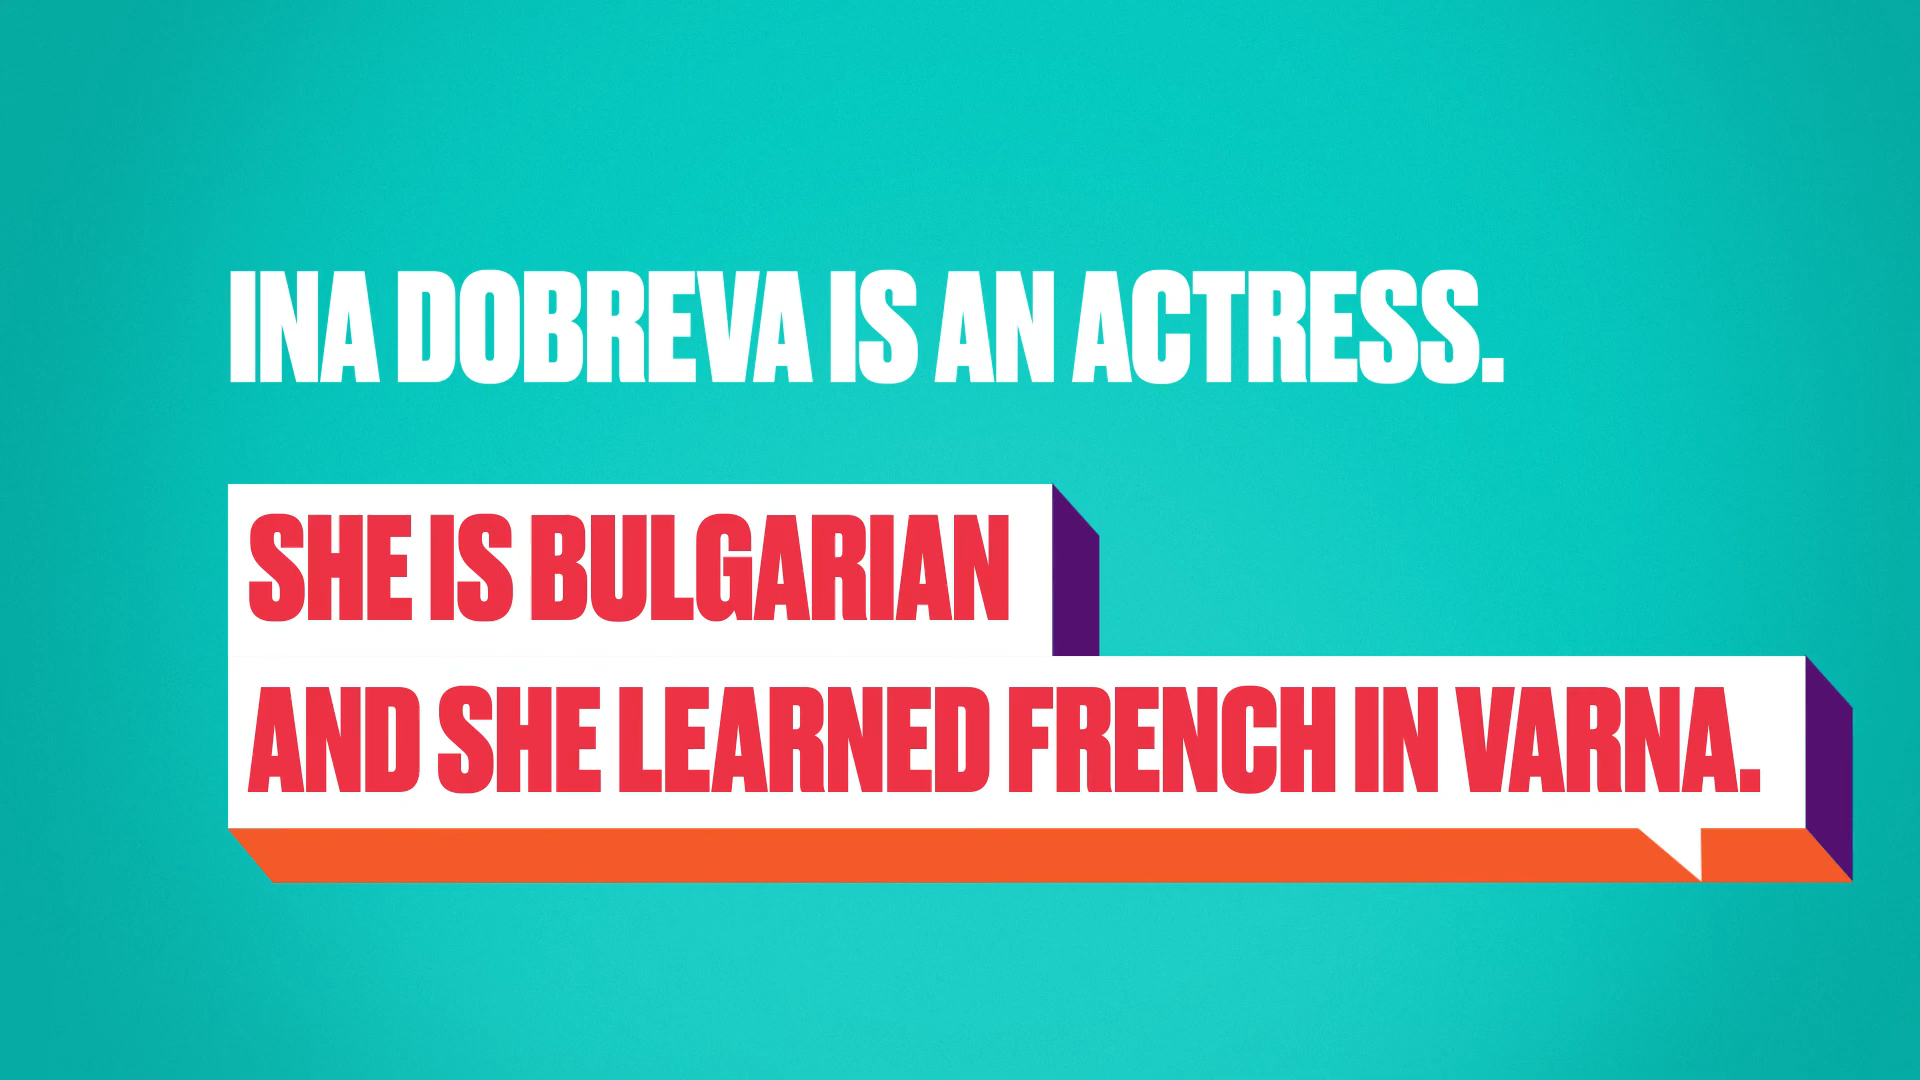 INA DOBREVA IS AN ACTRESS.
SHE IS BULGARIAN
AND SHE LEARNED FRENCH IN VARNA.